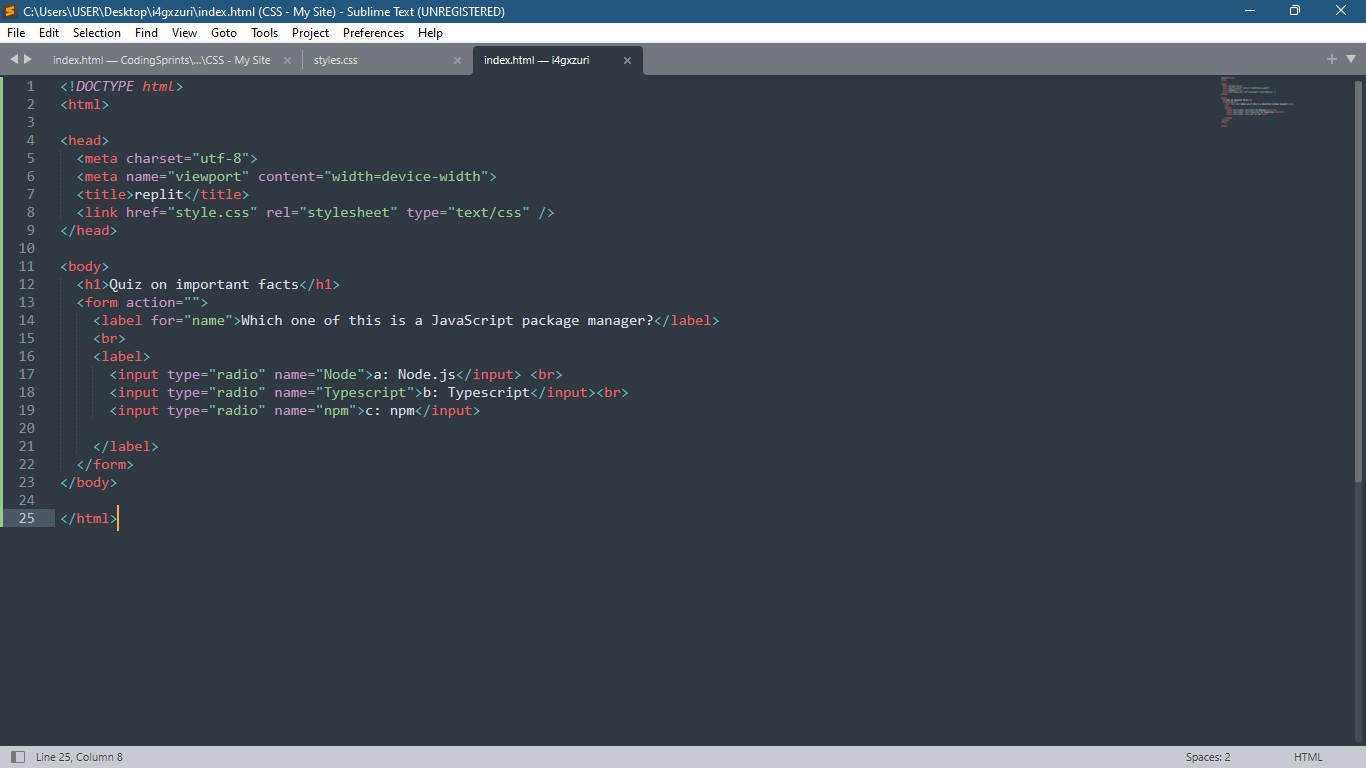 C:\Users\USER\Desktop\i4gxzuri\index.html (CSS - My Site) - Sublime Text (UNREGISTERED)
File Edit Selection Find View Goto Tools Project Preferences Help
index.html — CodingSprints\...\CSS - My Site styles.css index.html — i4gxzuri
1 <!DOCTYPE html>
2 <html>
3
4 <head>
5 <meta charset="utf-8">
6 <meta name="viewport" content="width=device-width">
7 <title>replit</title>
8 <link href="style.css" rel="stylesheet" type="text/css" />
9 </head>
10
11 <body>
12 <h1>Quiz on important facts</h1>
13 <form action="">
14 <label for="name">Which one of this is a JavaScript package manager?</label>
15 <br>
16 <label>
17 <input type="radio" name="Node">a: Node.js</input> <br>
18 <input type="radio" name="Typescript">b: Typescript</input><br>
19 <input type="radio" name="npm">c: npm</input>
20
21 </label>
22 </form>
23 </body>
24
25 </html>
Line 25, Column 8 Spaces: 2 HTML